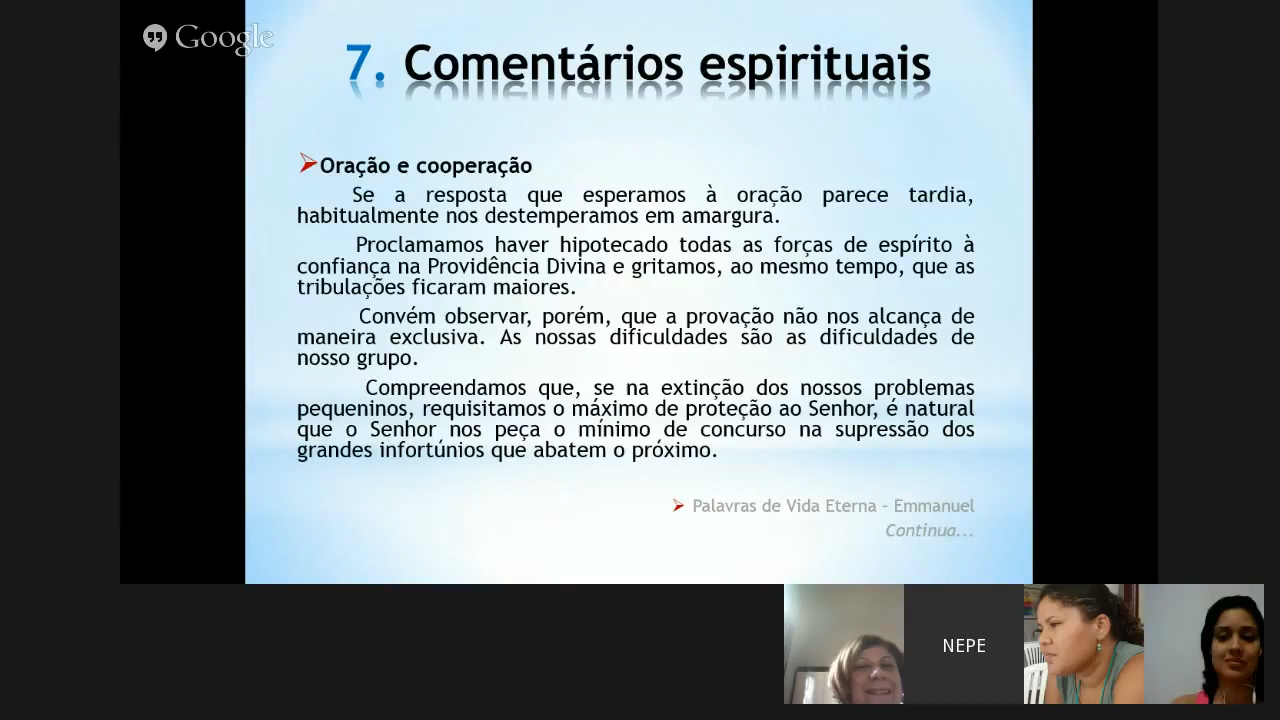 Google
7. Comentários espirituais
Oração e cooperação
Se a resposta que esperamos à oração parece tardia,
habitualmente nos destemperamos em amargura.
Proclamamos haver hipotecado todas as forças de espírito à
confiança na Providência Divina e gritamos, ao mesmo tempo, que as
tribulações ficaram maiores.
Convém observar, porém, que a provação não nos alcança de
maneira exclusiva. As nossas dificuldades são as dificuldades de
nosso grupo.
Compreendamos que, se na extinção dos nossos problemas
pequeninos, requisitamos o máximo de proteção ao Senhor, é natural
que o Senhor nos peça o mínimo de concurso na supressão dos
grandes infortúnios que abatem o próximo.
Palavras de Vida Eterna - Emmanuel
Continua...
NEPE